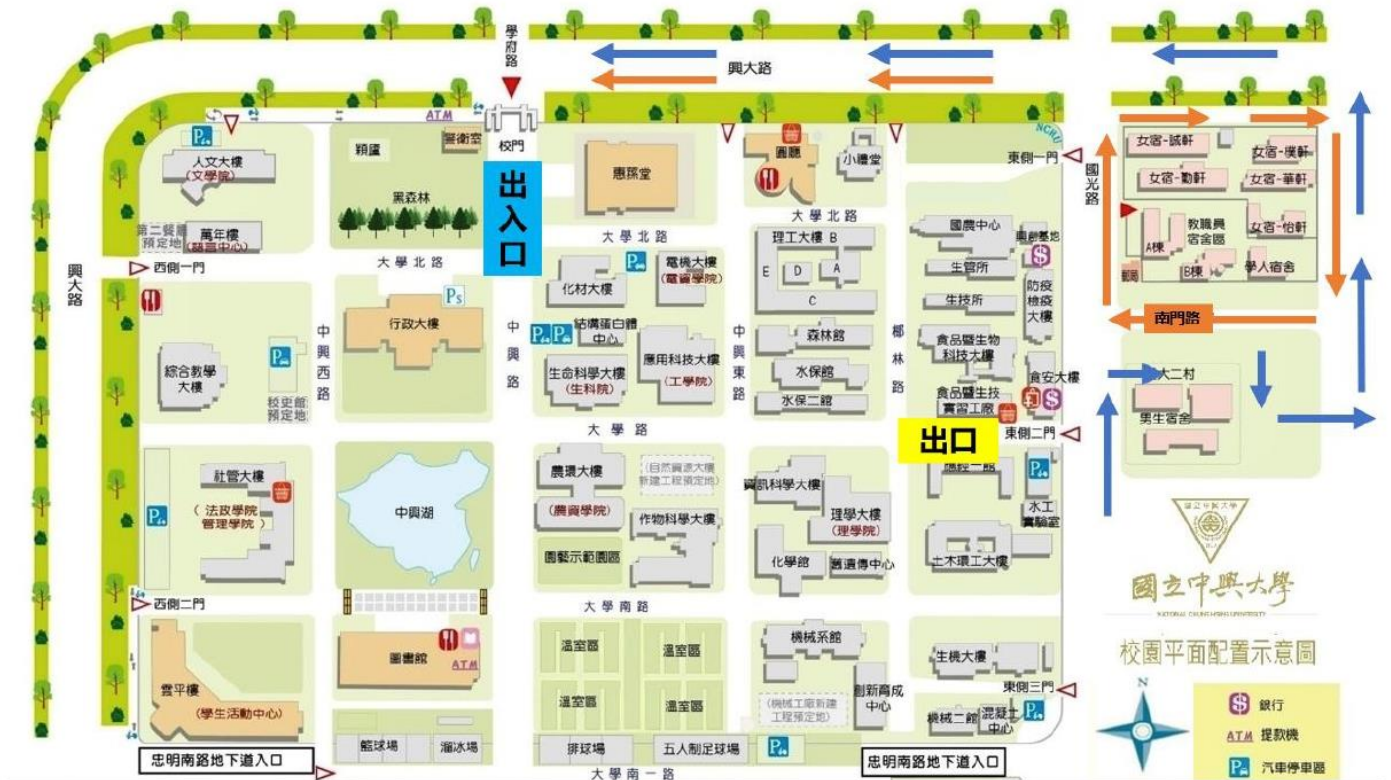 學府路
興大路
ATM
警衛室
校門
出入口
人文大樓
(文學院)
穎廬
黑森林
惠蓀堂
圓廳
小禮堂
NCHU
東側一門
國光路
女宿-誠軒
女宿-樸軒
女宿-勤軒
女宿-華軒
女宿-怡軒
教職員
宿舍區
A棟
B棟
學人宿舍
郵局
南門路
第二餐廳
預定地
萬年樓
(語言中心)
西側一門
大學北路
大學北路
大學北路
興大路
中興西路
行政大樓
Ps
中興路
化材大樓
電機大樓
(電資學院)
結構蛋白體
中心
生命科學大樓
(生科院)
應用科技大樓
(工學院)
中興東路
理工大樓 B
E
D
A
C
森林館
水保館
水保二館
椰林路
國農中心
生管所
生技所
食品暨生物
科技大樓
食品暨生技
實習工廠
防疫
檢疫
大樓
食安大樓
東側二門
出口
男生宿舍
綜合教學
大樓
校史館
預定地
大學路
社管大樓
(法政學院
管理學院)
中興湖
農環大樓
(農資學院)
(自然資源大樓
新建工程預定地)
作物科學大樓
園藝示範園區
資訊科學大樓
理學大樓
(理學院)
化學館
舊遺傳中心
水工
實驗室
土木環工大樓
國立中興大學
NATIONAL CHUNG HSING UNIVERSITY
校園平面配置示意圖
西側二門
大學南路
雲平樓
(學生活動中心)
圖書館
ATM
溫室區
溫室區
溫室區
溫室區
機械系館
創新育成
中心
(機械工廠新建
工程預定地)
生機大樓
東側三門
機械二館
混凝土
中心
N
銀行
ATM 提款機
汽車停車區
籃球場
溜冰場
排球場
五人制足球場
忠明南路地下道入口
忠明南路地下道入口
大學南一路